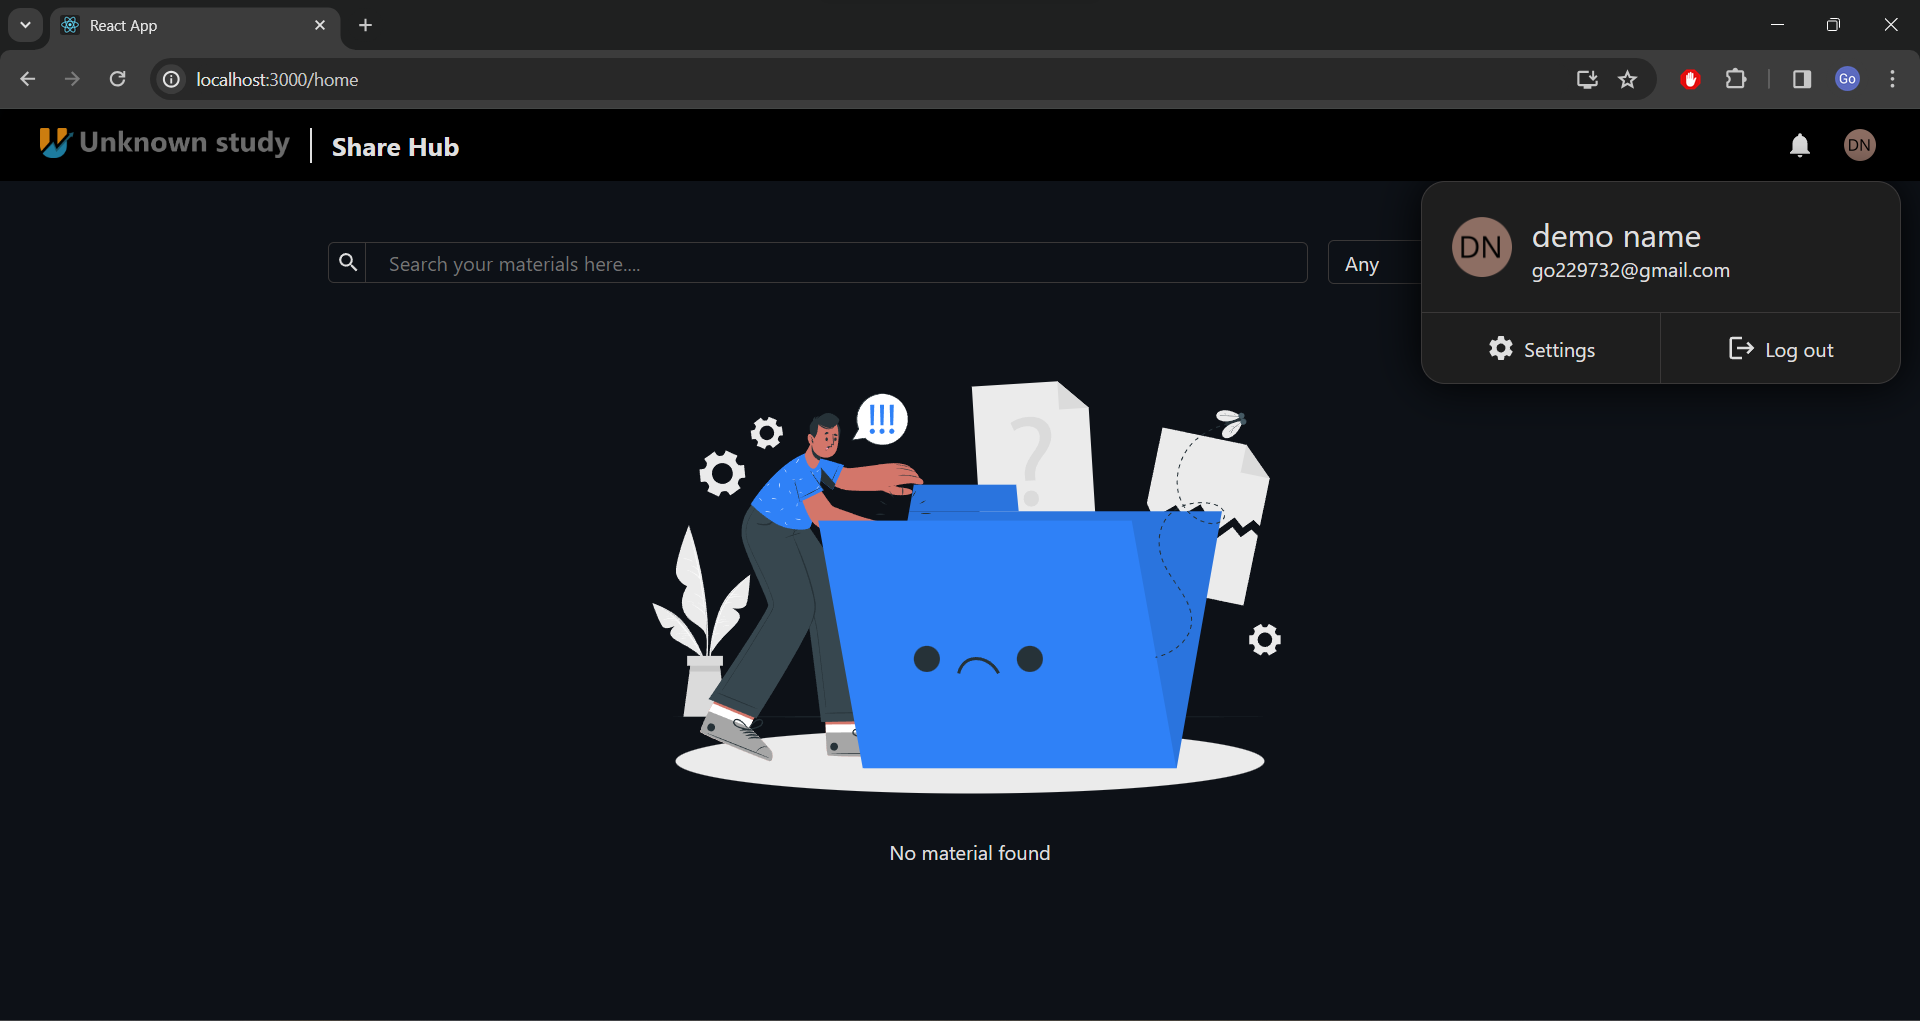 React App
localhost:3000/home
Go
Unknown study
Share Hub
DN
Search your materials here....
Any
DN
demo name
go229732@gmail.com
Settings
Log out
!!!
?
No material found